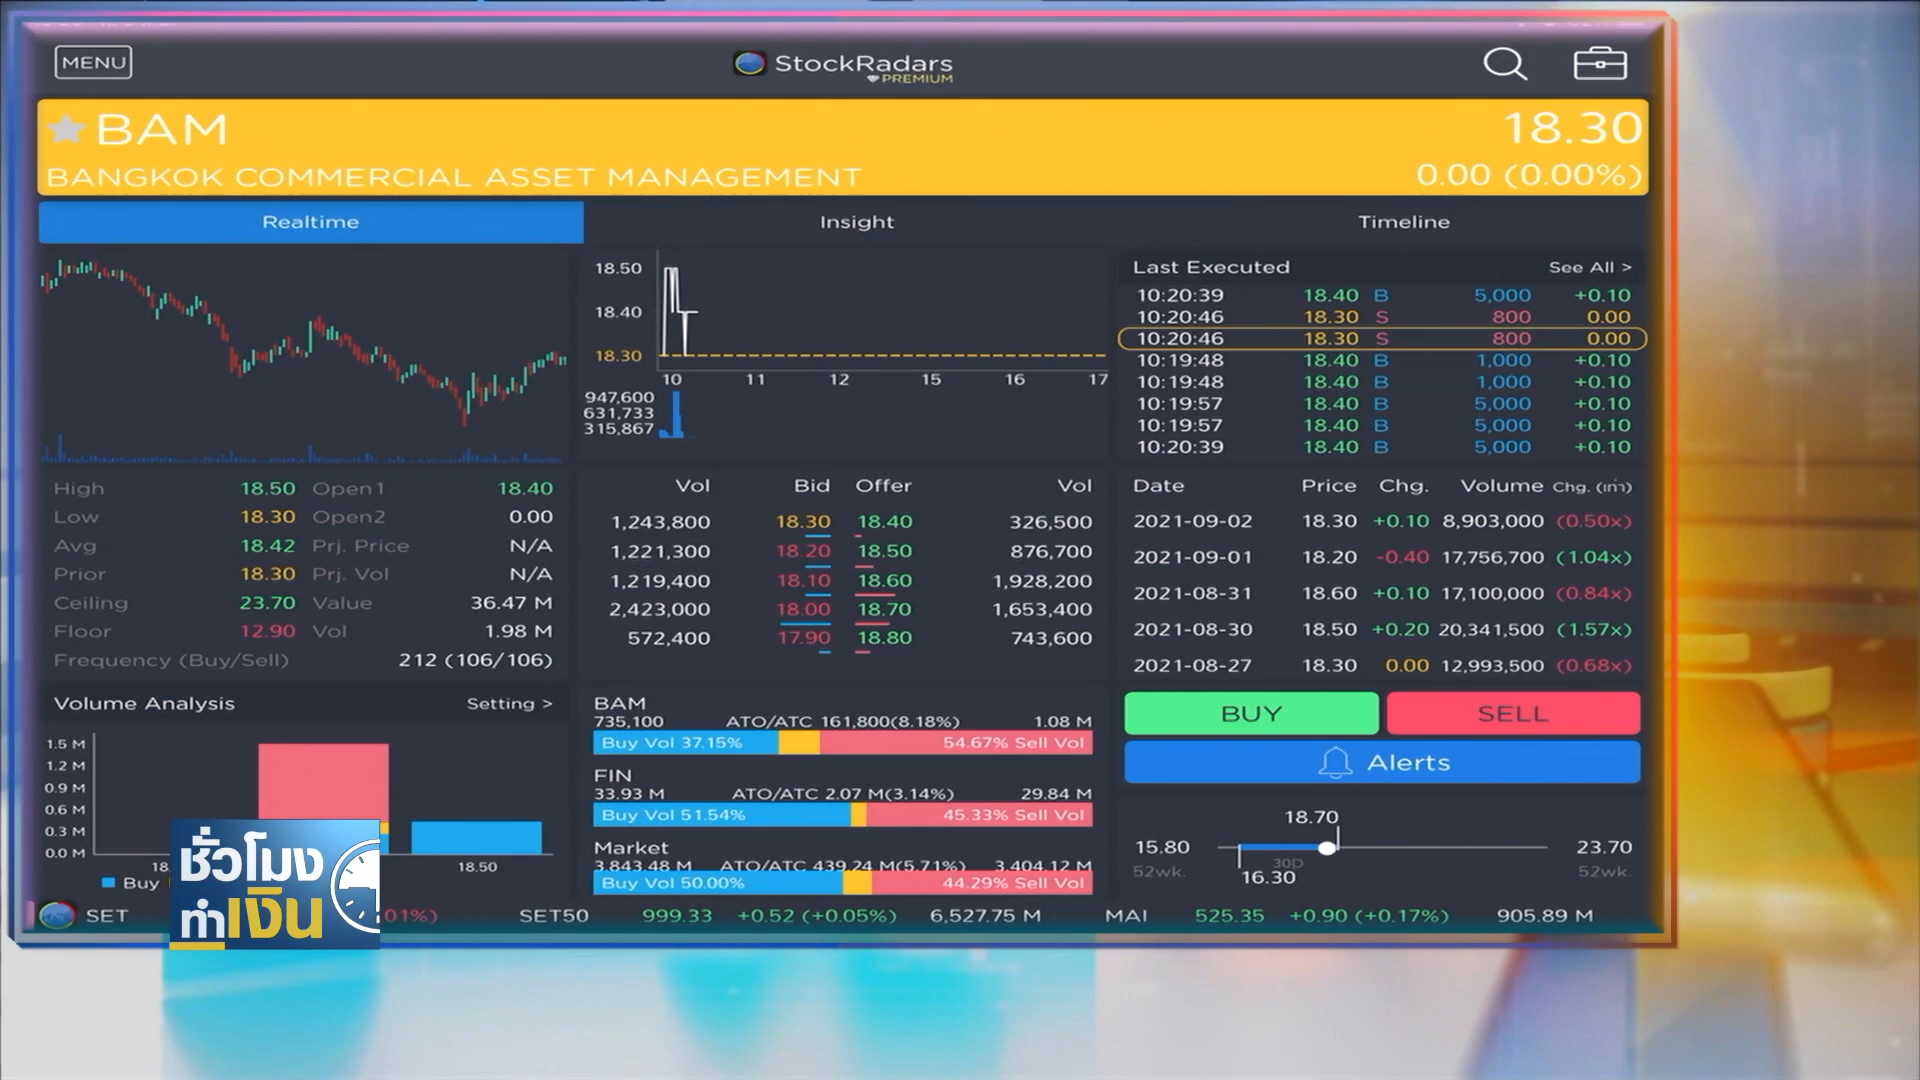 MENU
StockRadars
PREMIUM
BAM
18.30
BANGKOK COMMERCIAL ASSET MANAGEMENT
0.00 (0.00%)
Realtime
Insight
Timeline
18.50
18.40
18.30
10 11 12 15 16 17
947,600
631,733
315,867
Last Executed See All >
10:20:39 18.40 B 5,000 +0.10
10:20:46 18.30 S 800 0.00
10:20:46 18.30 S 800 0.00
10:19:48 18.40 B 1,000 +0.10
10:19:48 18.40 B 1,000 +0.10
10:19:57 18.40 B 5,000 +0.10
10:19:57 18.40 B 5,000 +0.10
10:20:39 18.40 B 5,000 +0.10
High 18.50 Open1 18.40
Low 18.30 Open2 0.00
Avg 18.42 Prj. Price N/A
Prior 18.30 Prj. Vol N/A
Ceiling 23.70 Value 36.47 M
Floor 12.90 Vol 1.98 M
Frequency (Buy/Sell) 212 (106/106)
Vol Bid Offer Vol
1,243,800 18.30 18.40 326,500
1,221,300 18.20 18.50 876,700
1,219,400 18.10 18.60 1,928,200
2,423,000 18.00 18.70 1,653,400
572,400 17.90 18.80 743,600
Date Price Chg. Volume Chg. (เท่า)
2021-09-02 18.30 +0.10 8,903,000 (0.50x)
2021-09-01 18.20 -0.40 17,756,700 (1.04x)
2021-08-31 18.60 +0.10 17,100,000 (0.84x)
2021-08-30 18.50 +0.20 20,341,500 (1.57x)
2021-08-27 18.30 0.00 12,993,500 (0.68x)
Volume Analysis Setting >
1.5 M
1.2 M
0.9 M
0.6 M
0.3 M
0.0 M
18.50
Buy
BAM
735,100 ATO/ATC 161,800(8.18%) 1.08 M
Buy Vol 37.15% 54.67% Sell Vol
FIN
33.93 M ATO/ATC 2.07 M(3.14%) 29.84 M
Buy Vol 51.54% 45.33% Sell Vol
Market
3,843.48 M ATO/ATC 439.24 M(5.71%) 3,404.12 M
Buy Vol 50.00% 44.29% Sell Vol
BUY SELL
Alerts
18.70
15.80 23.70
52wk. 30D 52wk.
16.30
ชั่วโมง
ทำเงิน
SET 01%) SET50 999.33 +0.52 (+0.05%) 6,527.75 M MAI 525.35 +0.90 (+0.17%) 905.89 M